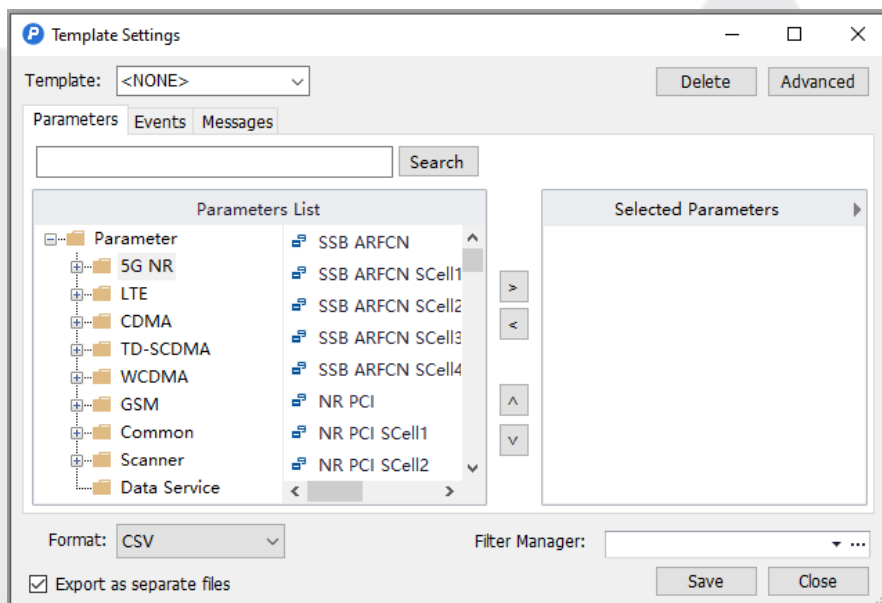 Template Settings
Template: <NONE> Delete Advanced
Parameters Events Messages
Search
Parameters List
Selected Parameters
Parameter
5G NR
LTE
CDMA
TD-SCDMA
WCDMA
GSM
Common
Scanner
Data Service
SSB ARFCN
SSB ARFCN SCell1
SSB ARFCN SCell2
SSB ARFCN SCell3
SSB ARFCN SCell4
NR PCI
NR PCI SCell1
NR PCI SCell2
>
<
Format: CSV
Filter Manager:
Export as separate files
Save Close